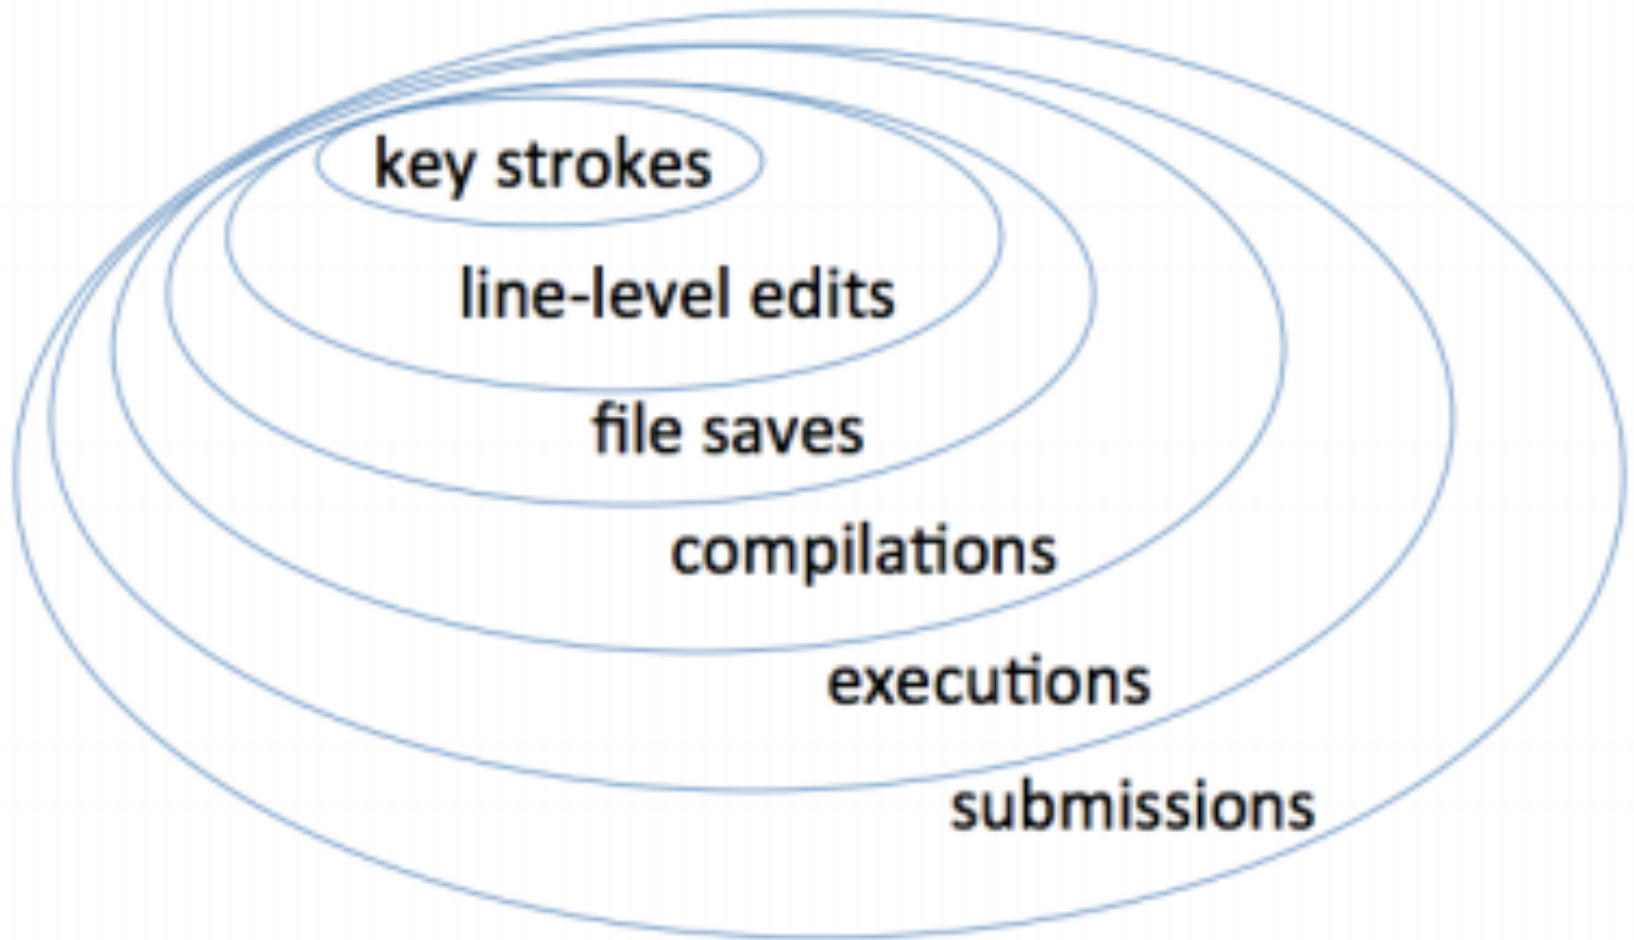 key strokes
line-level edits
file saves
compilations
executions
submissions